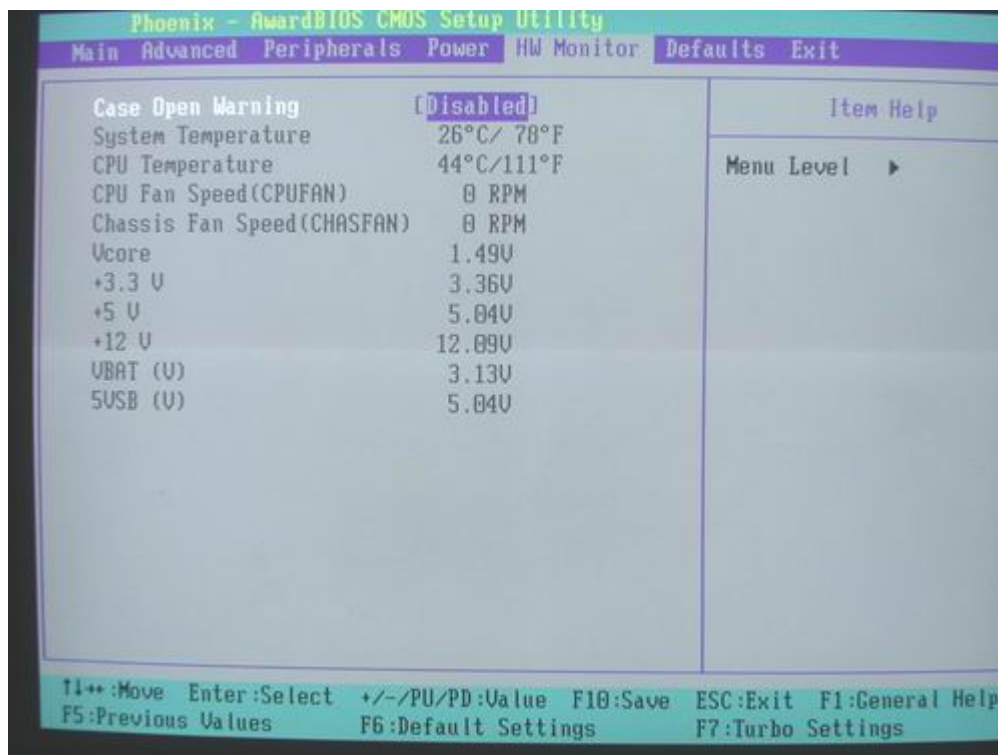 Phoenix - AwardBIOS CMOS Setup Utility
Main Advanced Peripherals Power HW Monitor Defaults Exit
Case Open Warning [Disabled]
Item Help
System Temperature 26°C/ 78°F
CPU Temperature 44°C/111°F
Menu Level ▶
CPU Fan Speed(CPUFAN) 0 RPM
Chassis Fan Speed(CHASFAN) 0 RPM
Vcore 1.49V
+3.3 V 3.36V
+5 V 5.04V
+12 V 12.09V
VBAT (V) 3.13V
5VSB (V) 5.04V
↑↓↔:Move Enter:Select +/-/PU/PD:Value F10:Save ESC:Exit F1:General Help
F5:Previous Values F6:Default Settings F7:Turbo Settings